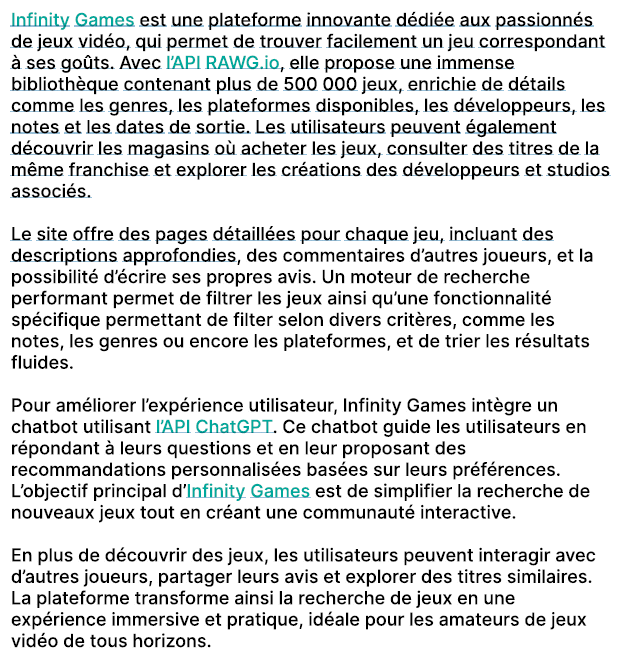 Infinity Games est une plateforme innovante dédiée aux passionnés
de jeux vidéo, qui permet de trouver facilement un jeu correspondant
à ses goûts. Avec l'API RAWG.io, elle propose une immense
bibliothèque contenant plus de 500 000 jeux, enrichie de détails
comme les genres, les plateformes disponibles, les développeurs, les
notes et les dates de sortie. Les utilisateurs peuvent également
découvrir les magasins où acheter les jeux, consulter des titres de la
même franchise et explorer les créations des développeurs et studios
associés.

Le site offre des pages détaillées pour chaque jeu, incluant des
descriptions approfondies, des commentaires d'autres joueurs, et la
possibilité d'écrire ses propres avis. Un moteur de recherche
performant permet de filtrer les jeux ainsi qu'une fonctionnalité
spécifique permettant de filter selon divers critères, comme les
notes, les genres ou encore les plateformes, et de trier les résultats
fluides.

Pour améliorer l'expérience utilisateur, Infinity Games intègre un
chatbot utilisant l'API ChatGPT. Ce chatbot guide les utilisateurs en
répondant à leurs questions et en leur proposant des
recommandations personnalisées basées sur leurs préférences.
L'objectif principal d'Infinity Games est de simplifier la recherche de
nouveaux jeux tout en créant une communauté interactive.

En plus de découvrir des jeux, les utilisateurs peuvent interagir avec
d'autres joueurs, partager leurs avis et explorer des titres similaires.
La plateforme transforme ainsi la recherche de jeux en une
expérience immersive et pratique, idéale pour les amateurs de jeux
vidéo de tous horizons.